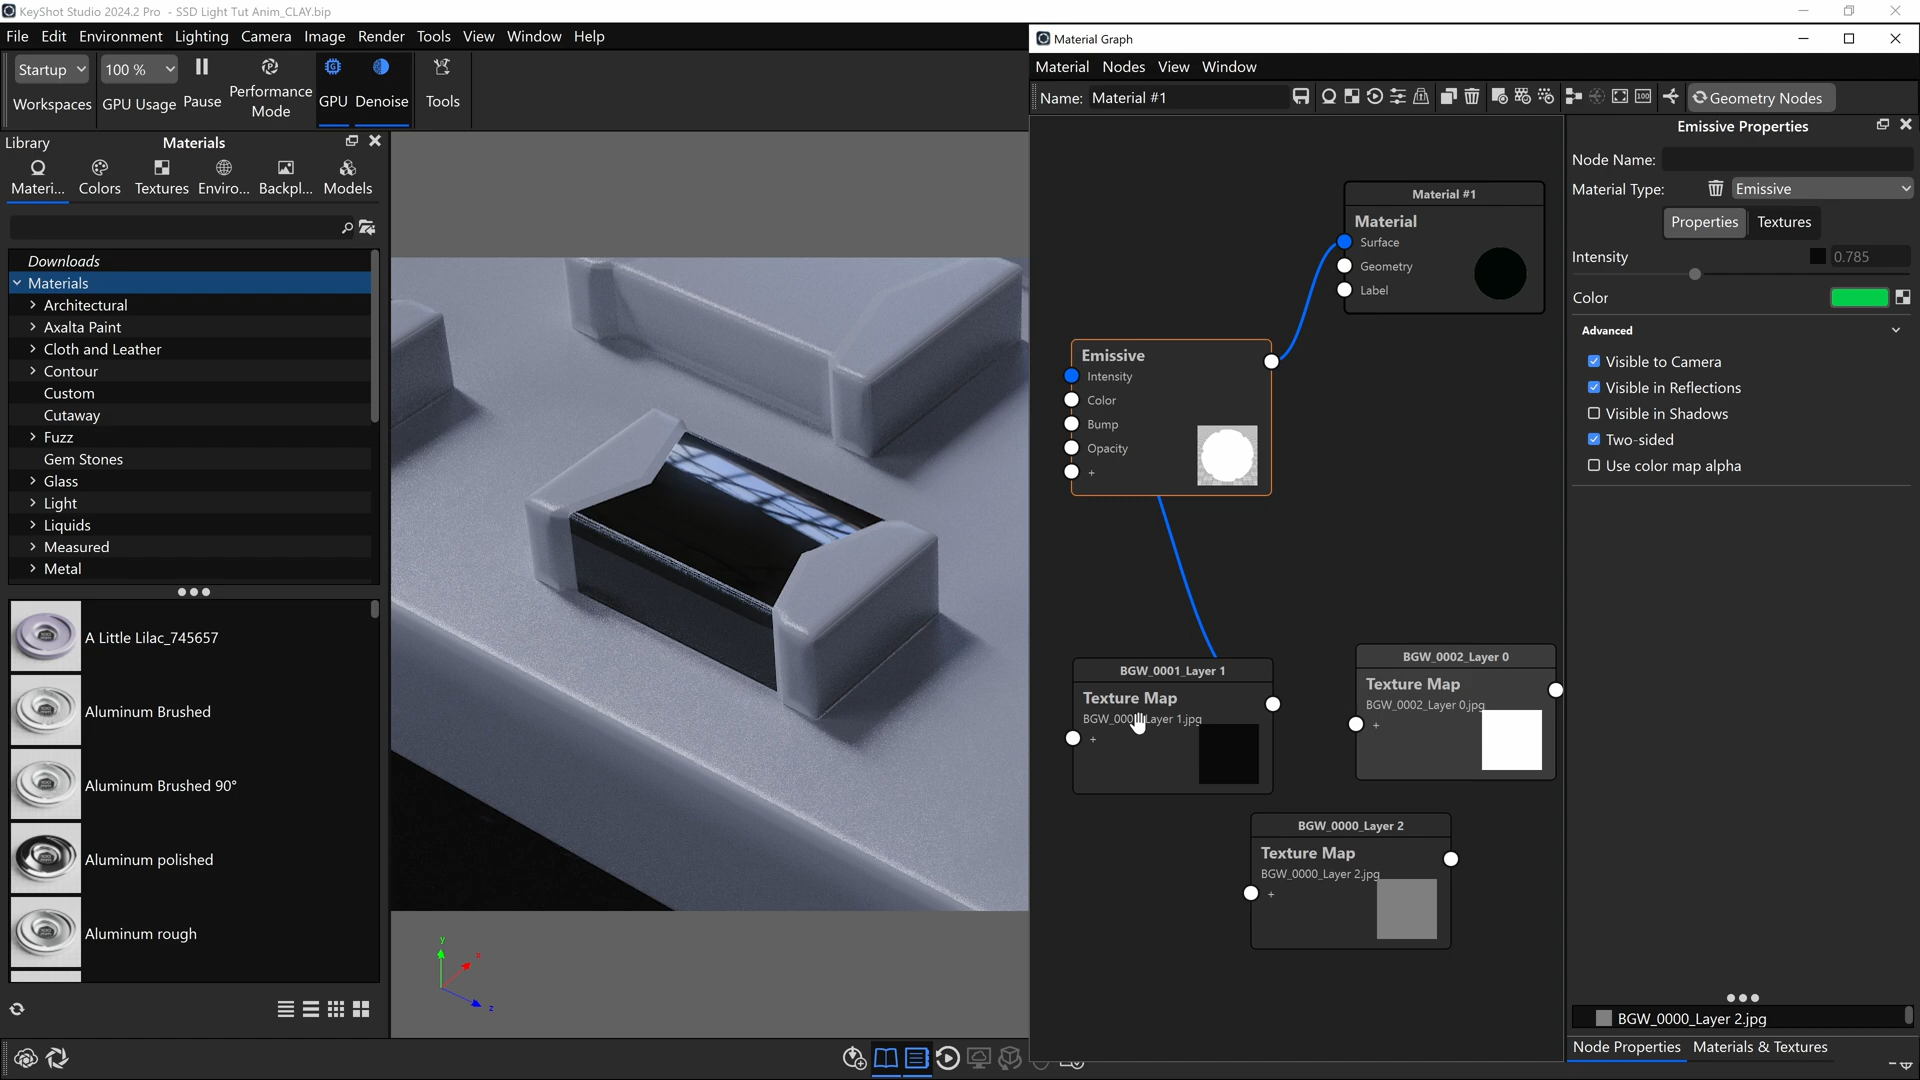 KeyShot Studio 2024.2 Pro - SSD Light Tut Anim_CLAY.bip
File Edit Environment Lighting Camera Image Render Tools View Window Help
Startup
100 %
Workspaces
GPU Usage
Pause
Performance
Mode
GPU
Denoise
Tools
Library
Materials
Materi...
Colors
Textures
Enviro...
Backpl...
Models
Downloads
Materials
Architectural
Axalta Paint
Cloth and Leather
Contour
Custom
Cutaway
Fuzz
Gem Stones
Glass
Light
Liquids
Measured
Metal
A Little Lilac_745657
Aluminum Brushed
Aluminum Brushed 90°
Aluminum polished
Aluminum rough
y
x
z
Material Graph
Material Nodes View Window
Name: Material #1
Geometry Nodes
Material #1
Material
Surface
Geometry
Label
Emissive
Intensity
Color
Bump
Opacity
+
BGW_0001_Layer 1
Texture Map
+
BGW_0002_Layer 0
Texture Map
BGW_0002_Layer 0.jpg
+
BGW_0000_Layer 2
Texture Map
BGW_0000_Layer 2.jpg
+
Emissive Properties
Node Name:
Material Type:
Emissive
Properties
Textures
Intensity
0.785
Color
Advanced
Visible to Camera
Visible in Reflections
Visible in Shadows
Two-sided
Use color map alpha
BGW_0000_Layer 2.jpg
Node Properties
Materials & Textures